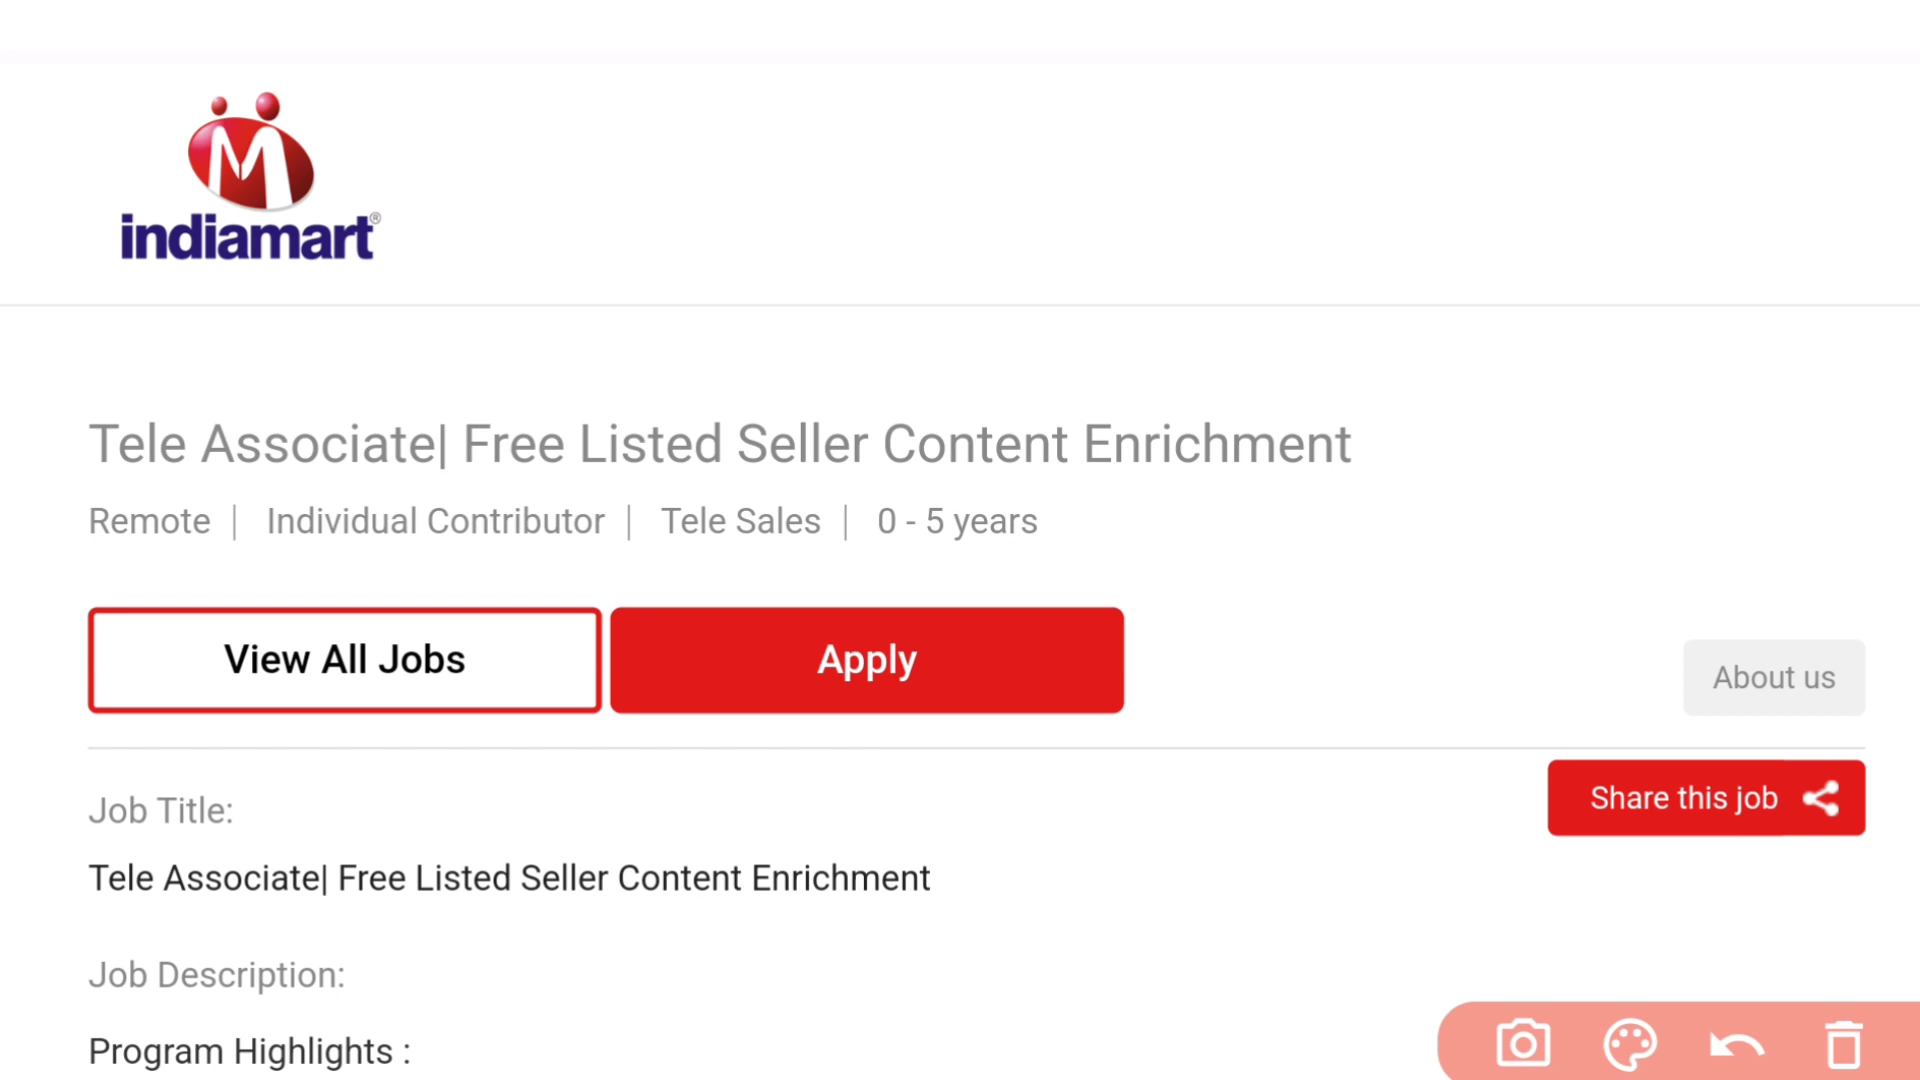 indiamart®
Tele Associate| Free Listed Seller Content Enrichment
Remote | Individual Contributor | Tele Sales | 0 - 5 years
View All Jobs
Apply
About us
Share this job
Job Title:
Tele Associate| Free Listed Seller Content Enrichment
Job Description:
Program Highlights :